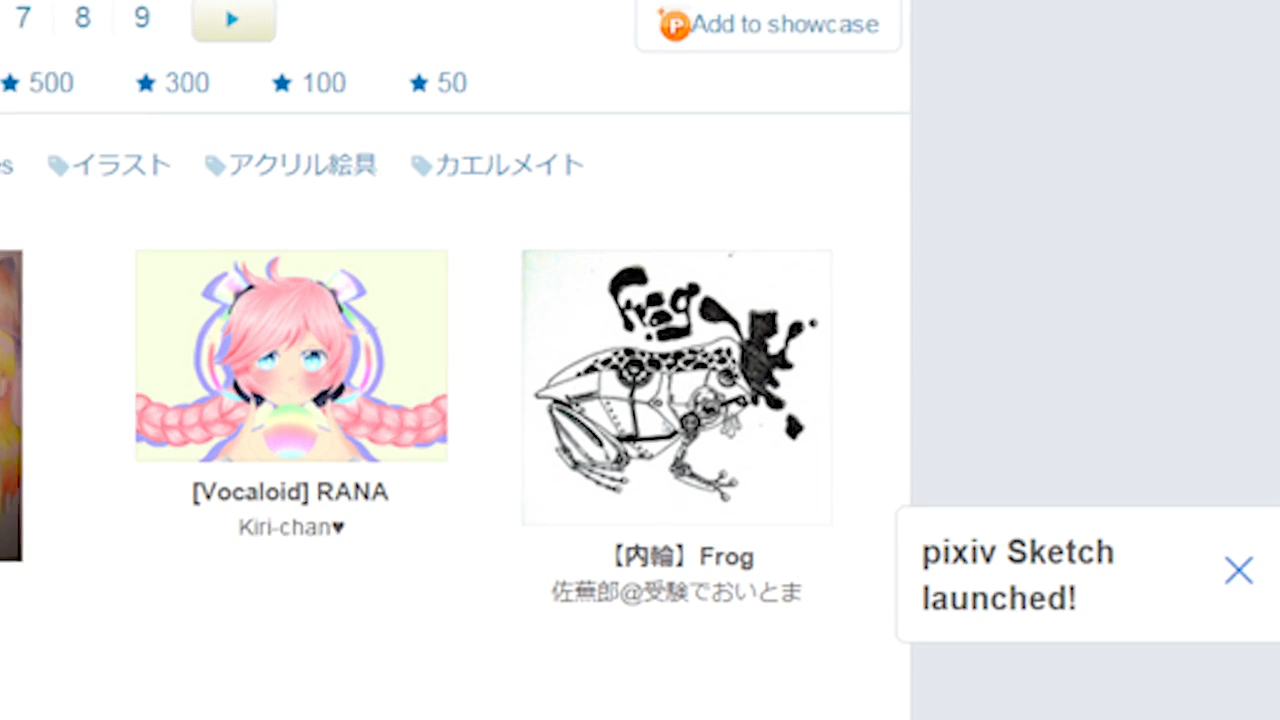 7 8 9
Add to showcase
★ 500 ★ 300 ★ 100 ★ 50
イラスト アクリル絵具 カエルメイト
Frog
[Vocaloid] RANA
Kiri-chan♥
【内輪】Frog
佐蕪郎@受験でおいとま
pixiv Sketch
launched!